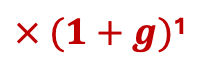 × (1 + g)¹